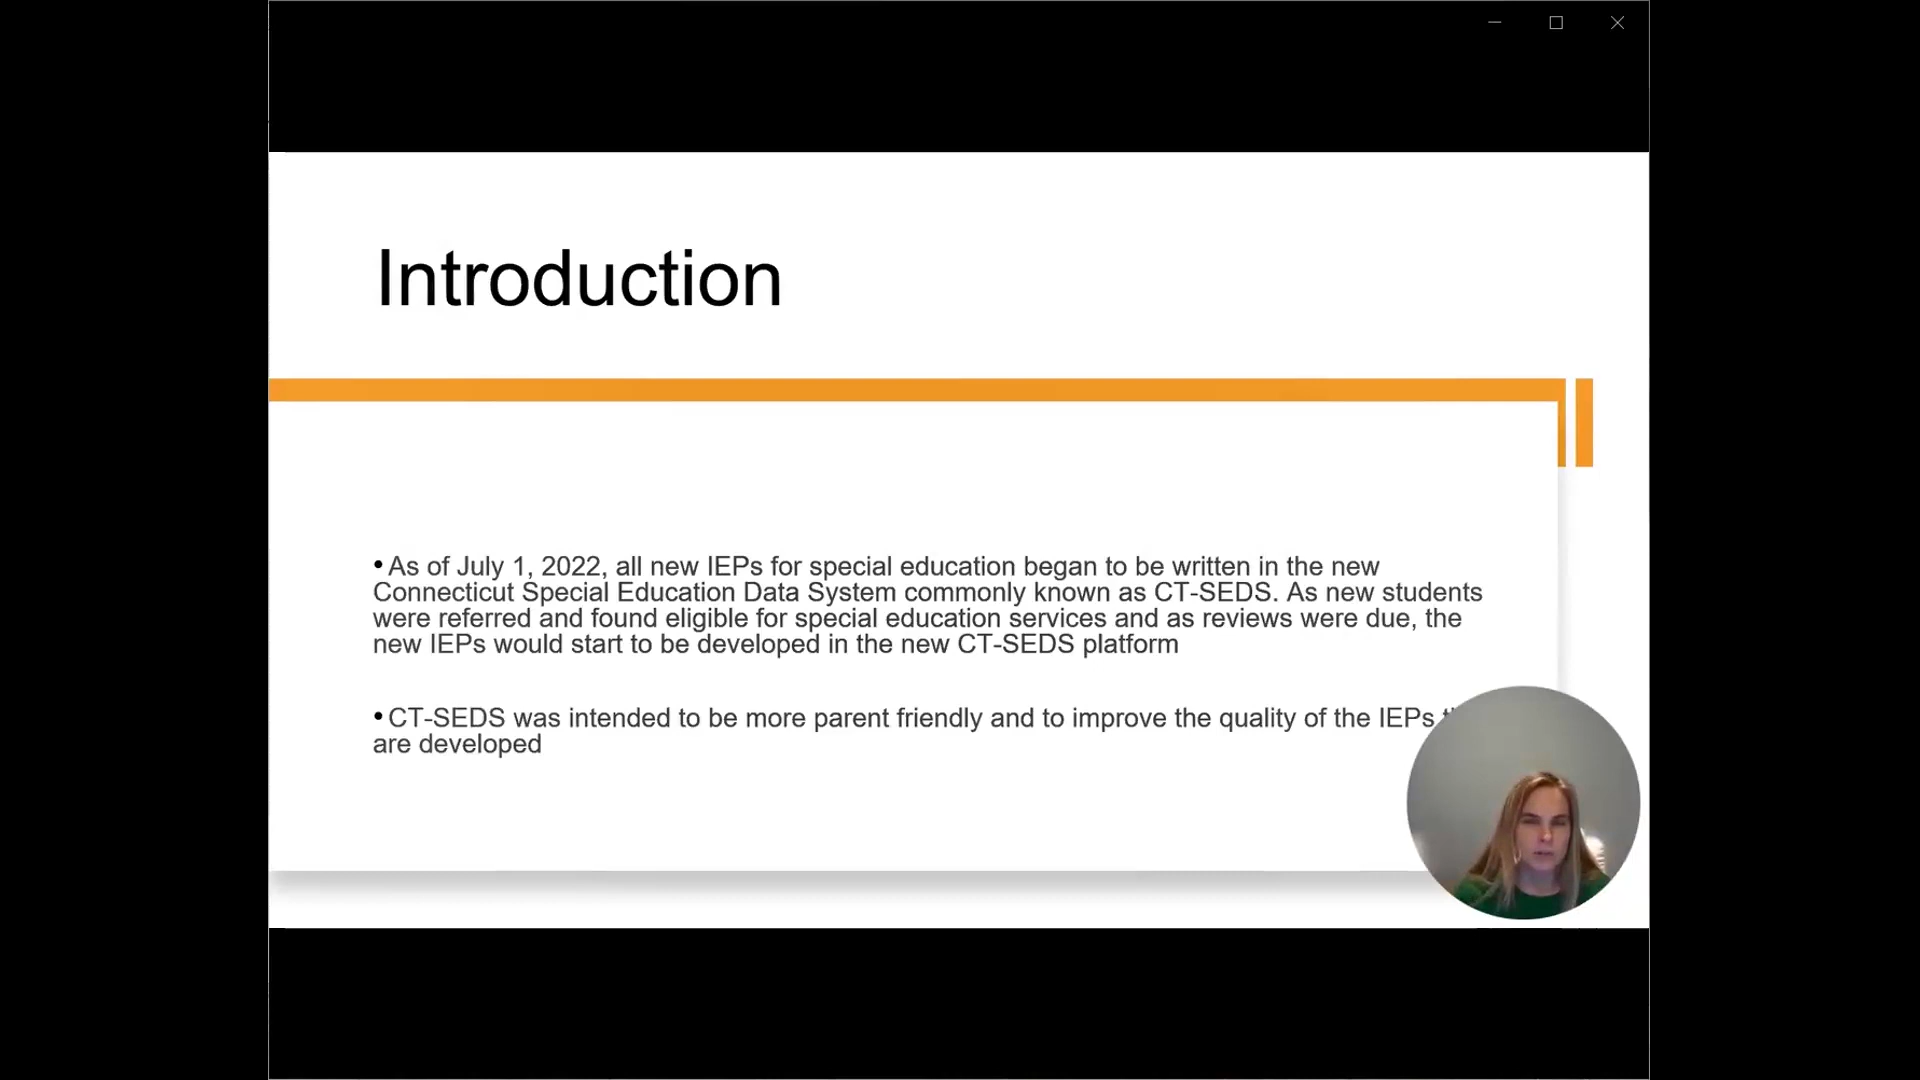 Introduction
•As of July 1, 2022, all new IEPs for special education began to be written in the new
Connecticut Special Education Data System commonly known as CT-SEDS. As new students
were referred and found eligible for special education services and as reviews were due, the
new IEPs would start to be developed in the new CT-SEDS platform
•CT-SEDS was intended to be more parent friendly and to improve the quality of the IEPs
are developed